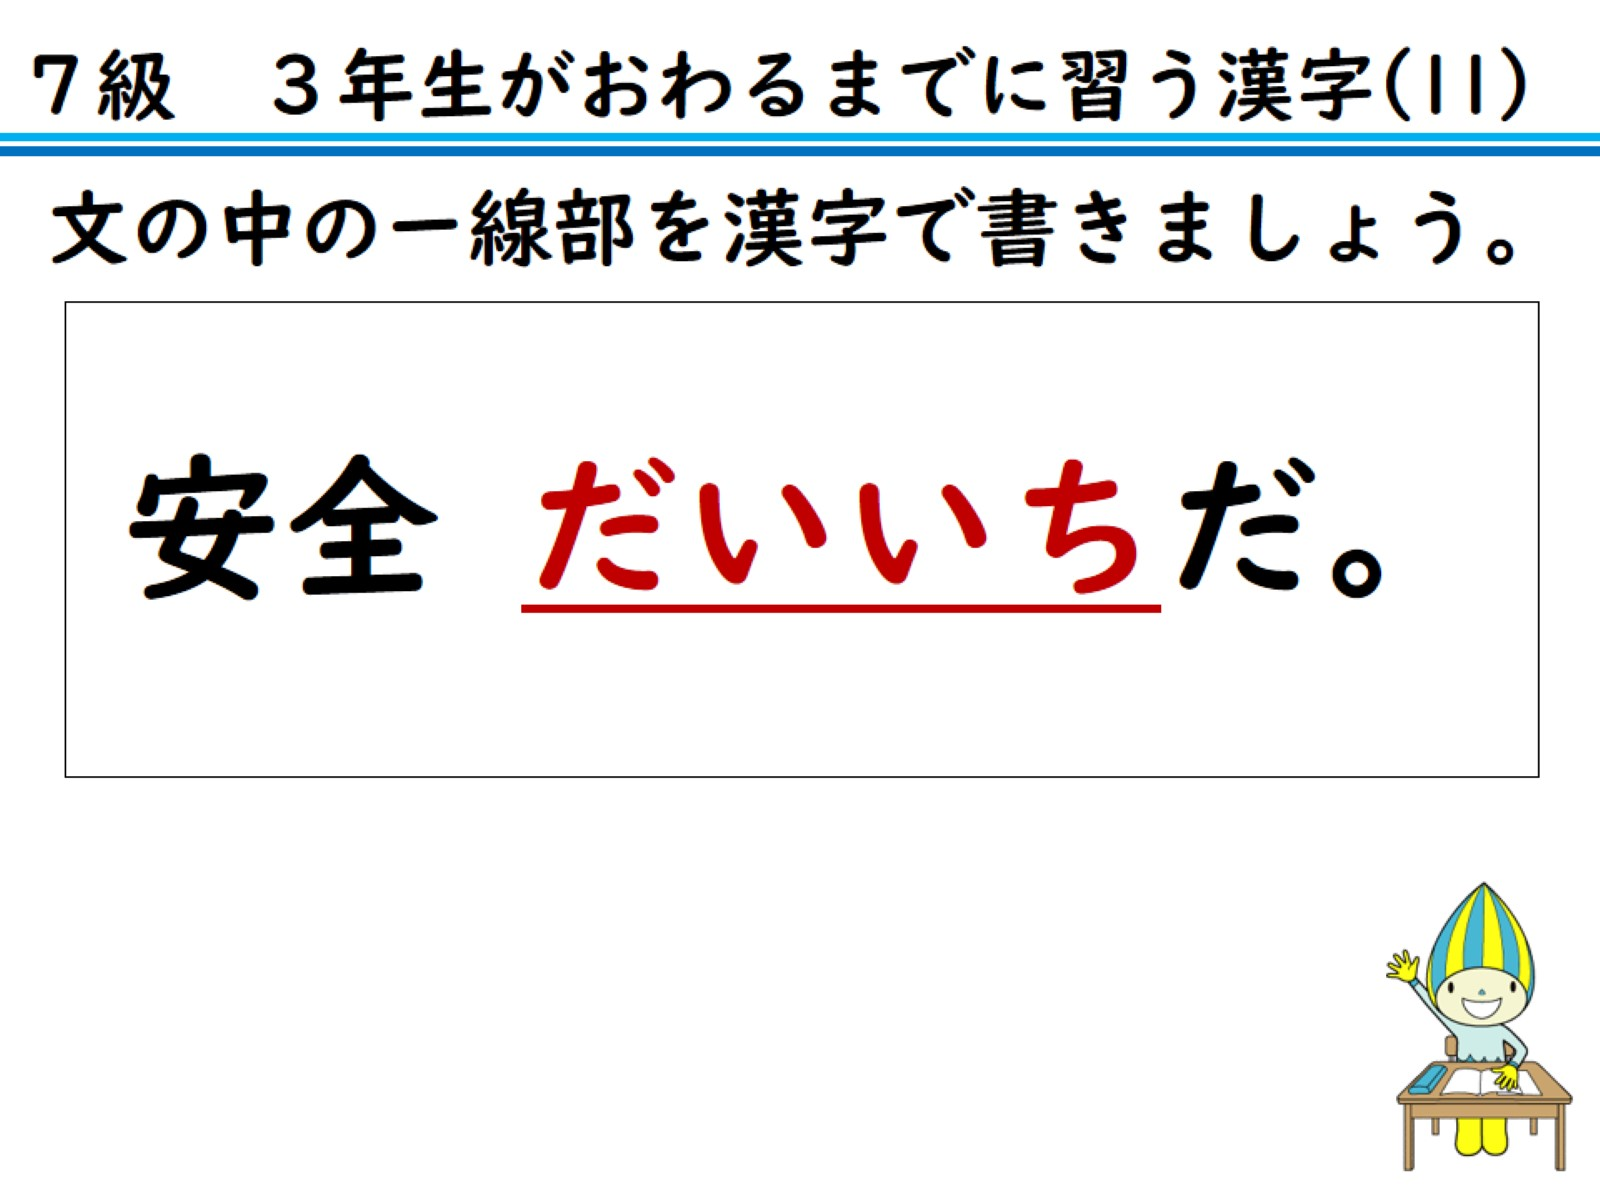 ７級　３年生がおわるまでに習う漢字(11)
文の中の一線部を漢字で書きましょう。
安全 だいいちだ。